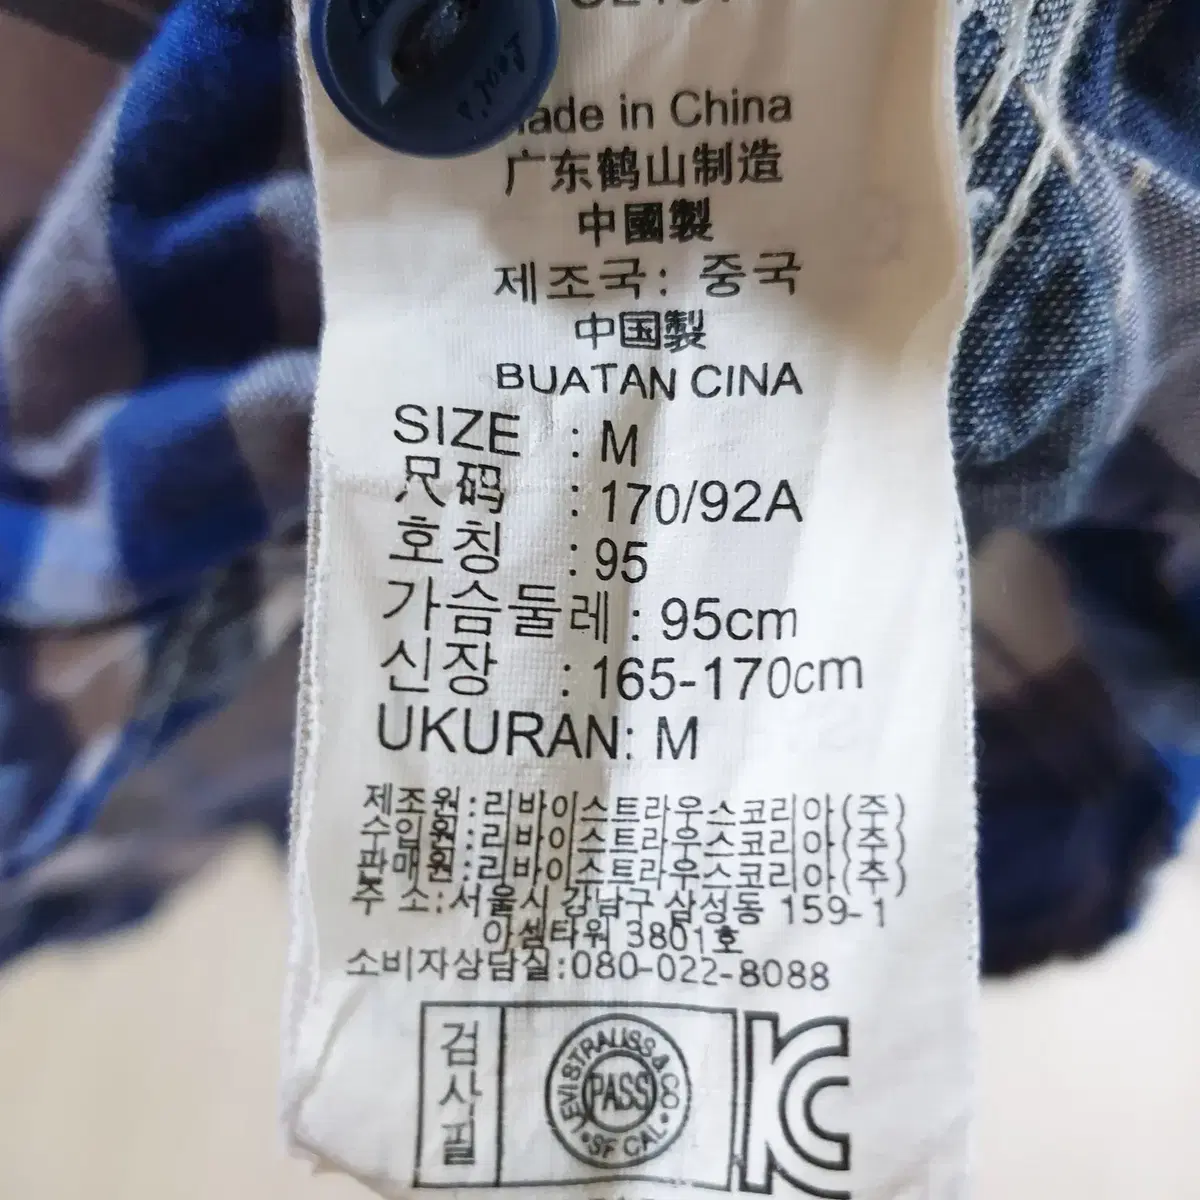 Made in China
广东鹤山制造
中國製
제조국: 중국
中国製
BUATAN CINA
SIZE : M
尺码 : 170/92A
호칭 : 95
가슴둘레 : 95cm
신장 : 165-170cm
UKURAN: M
제조원:리바이스트라우스코리아(주)
수입원:리바이스트라우스코리아(주)
판매원:리바이스트라우스코리아(주)
주 소:서울시 강남구 삼성동 159-1
아셈타워 3801호
소비자상담실:080-022-8088
검사필
LEVI STRAUSS & CO
PASS
SF CAL
KC